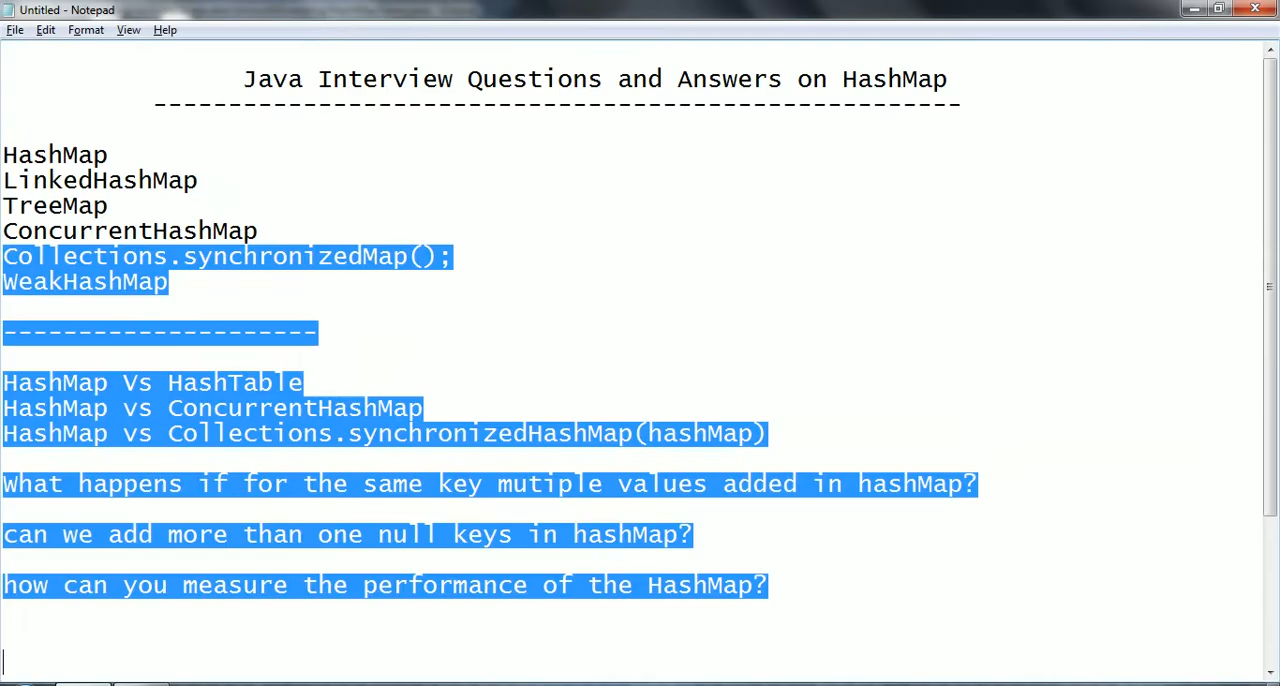 Untitled - Notepad
File Edit Format View Help
Java Interview Questions and Answers on HashMap
------------------------------------------------------
HashMap
LinkedHashMap
TreeMap
ConcurrentHashMap
Collections.synchronizedMap();
WeakHashMap
---------------------
HashMap Vs HashTable
HashMap vs ConcurrentHashMap
HashMap vs Collections.synchronizedHashMap(hashMap)
What happens if for the same key mutiple values added in hashMap?
can we add more than one null keys in hashMap?
how can you measure the performance of the HashMap?